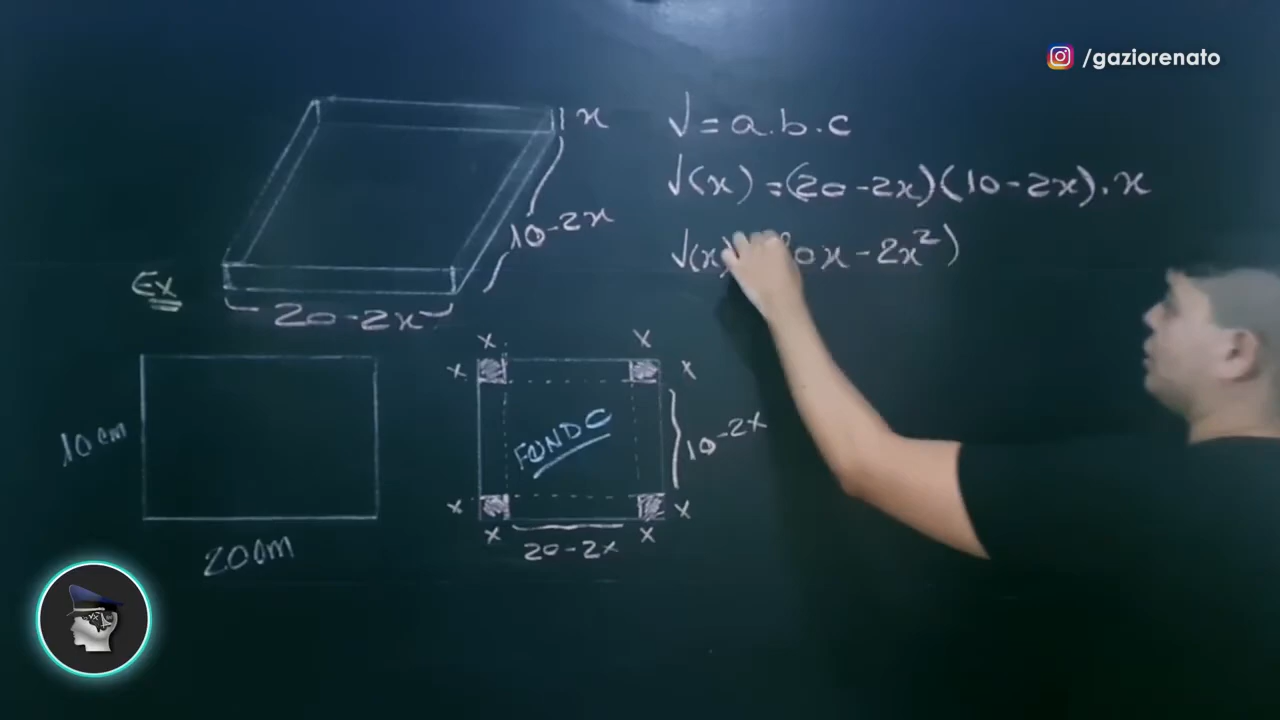 /gaziorenato
x
10-2x
Ex
20-2x
V = a.b.c
V(x) = (20-2x)(10-2x).x
V(x) 0x-2x²)
10cm
20cm
x x
x x
FUNDO
10-2x
x x
x x
20-2x